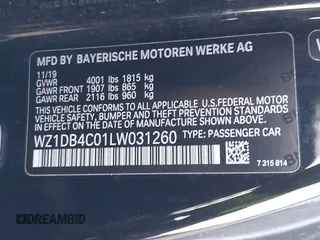 MFD BY BAYERISCHE MOTOREN WERKE AG
11/19
GVWR 4001 lbs 1815 kg
GAWR FRONT 1907 lbs 865 kg
GAWR REAR 2116 lbs 960 kg
THIS VEHICLE CONFORMS TO ALL APPLICABLE U.S. FEDERAL
MOTOR VEHICLE SAFETY, BUMPER, AND THEFT PREVENTION
STANDARDS IN EFFECT ON THE DATE OF MANUFACTURE
SHOWN ABOVE.
WZ1DB4C01LW031260 TYPE: PASSENGER CAR
7 315 814
DREAMBID